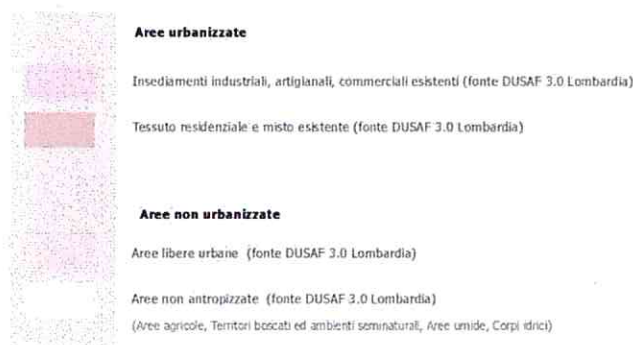 Aree urbanizzate
Insediamenti industriali, artigianali, commerciali esistenti (fonte DUSAF 3.0 Lombardia)
Tessuto residenziale e misto esistente (fonte DUSAF 3.0 Lombardia)
Aree non urbanizzate
Aree libere urbane (fonte DUSAF 3.0 Lombardia)
Aree non antropizzate (fonte DUSAF 3.0 Lombardia)
(Aree agricole, Territori boscati ed ambienti seminaturali, Aree umide, Corpi idrici)